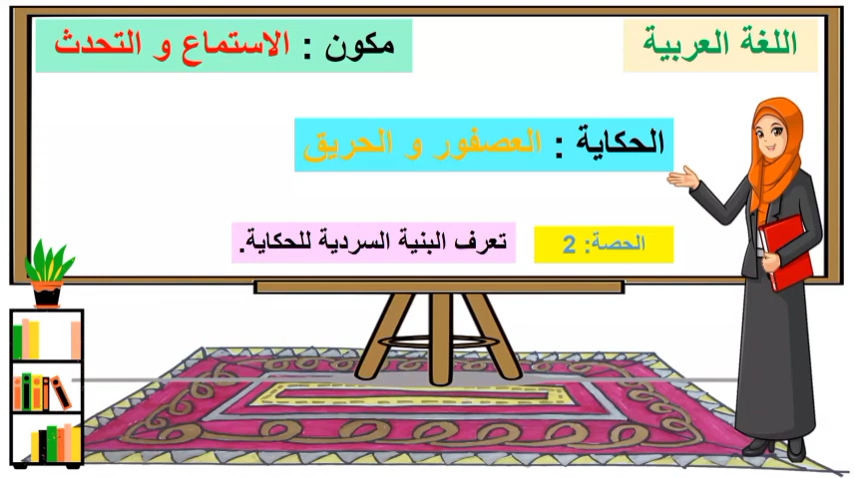 اللغة العربية
مكون : الاستماع و التحدث
الحكاية : العصفور و الحريق
الحصة: 2
تعرف البنية السردية للحكاية.